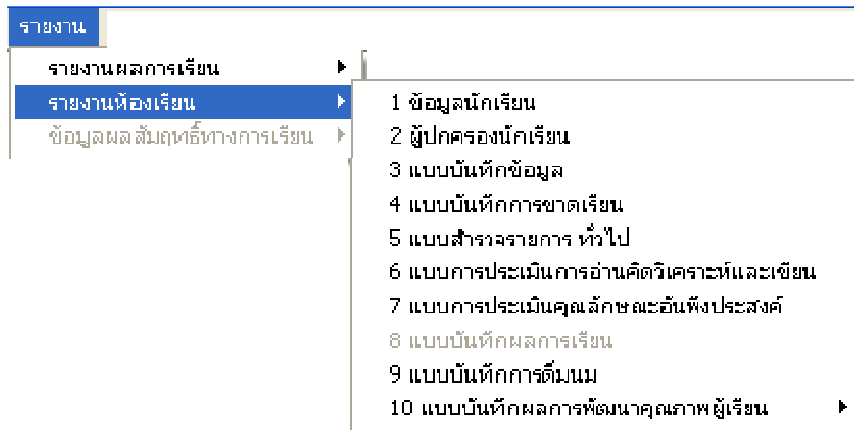 รายงาน
รายงานผลการเรียน
รายงานห้องเรียน
ข้อมูลผลสัมฤทธิ์ทางการเรียน
1 ข้อมูลนักเรียน
2 ผู้ปกครองนักเรียน
3 แบบบันทึกข้อมูล
4 แบบบันทึกการขาดเรียน
5 แบบสำรวจรายการ ทั่วไป
6 แบบการประเมินการอ่านคิดวิเคราะห์และเขียน
7 แบบการประเมินคุณลักษณะอันพึงประสงค์
8 แบบบันทึกผลการเรียน
9 แบบบันทึกการดื่มนม
10 แบบบันทึกผลการพัฒนาคุณภาพผู้เรียน